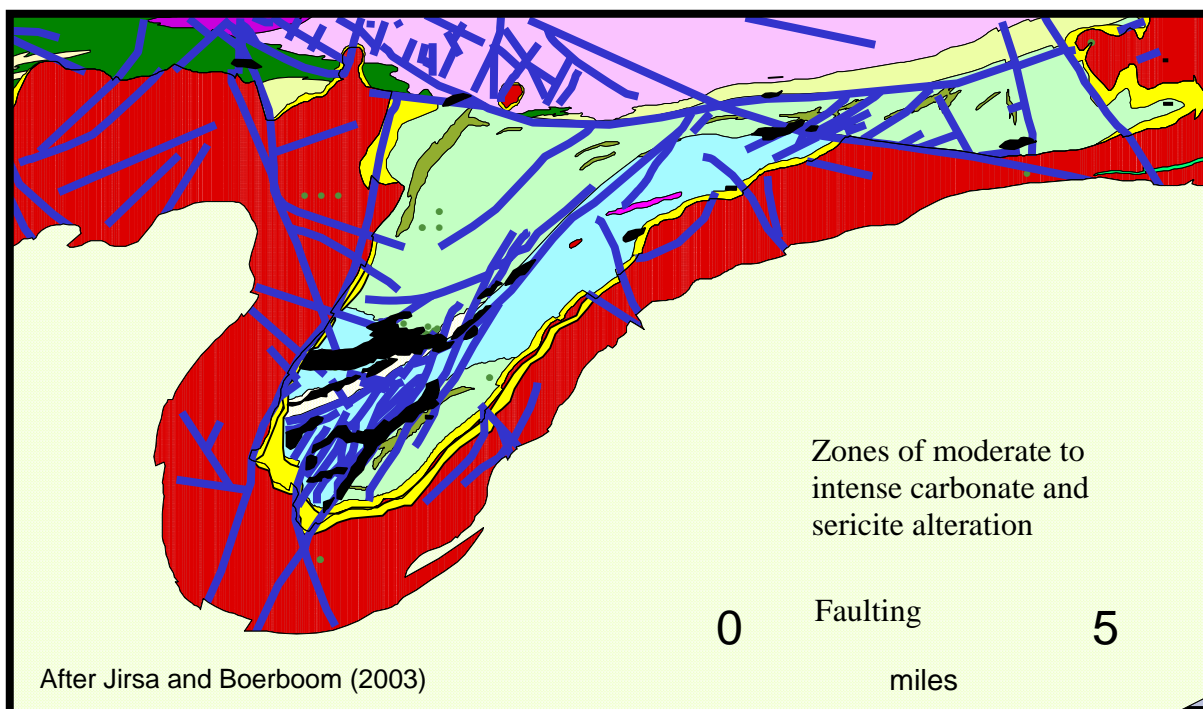 Zones of moderate to
intense carbonate and
sericite alteration
Faulting
0 5
miles
After Jirsa and Boerboom (2003)